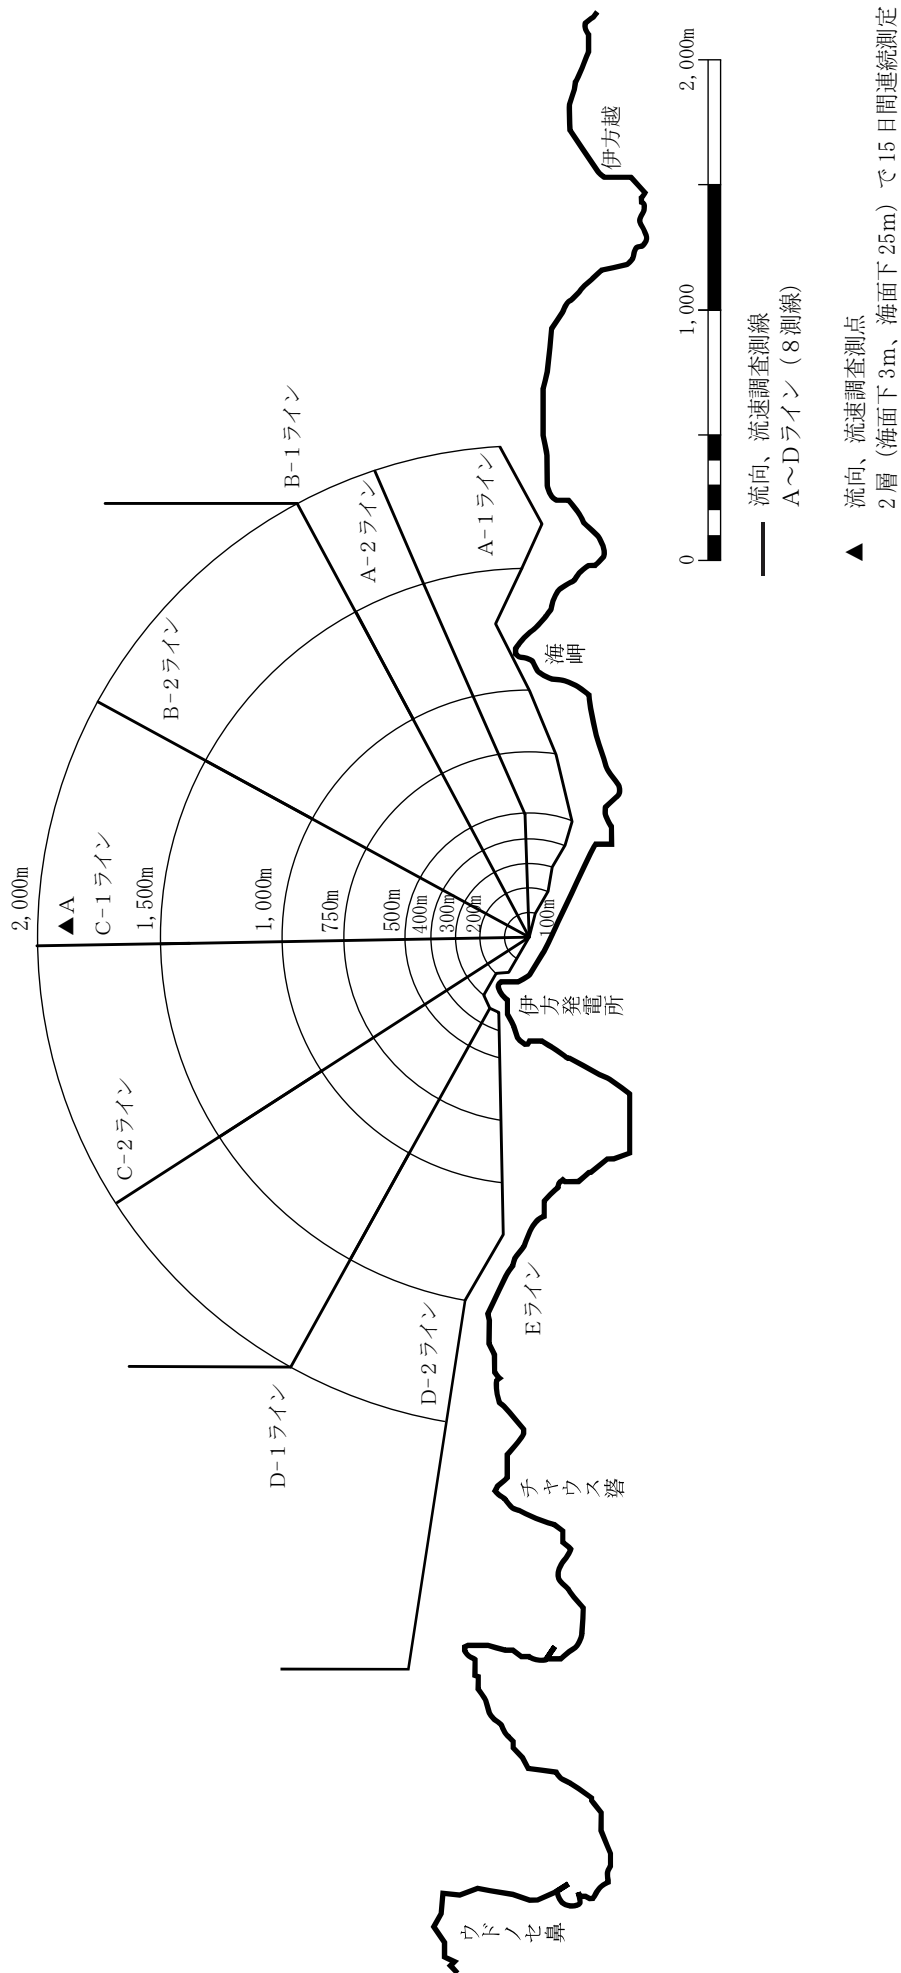 2,000m
▲A
C-1ライン
1,500m
1,000m
750m
500m
400m
300m
200m
100m
B-1ライン
B-2ライン
A-2ライン
A-1ライン
C-2ライン
D-1ライン
D-2ライン
Eライン
伊方越
海岬
伊方発電所
チャウス碆
ウドノセ鼻
0
1,000
2,000m
流向、流速調査測線
A～Dライン（8測線）
▲ 流向、流速調査測点
2層（海面下3m、海面下25m）で15日間連続測定